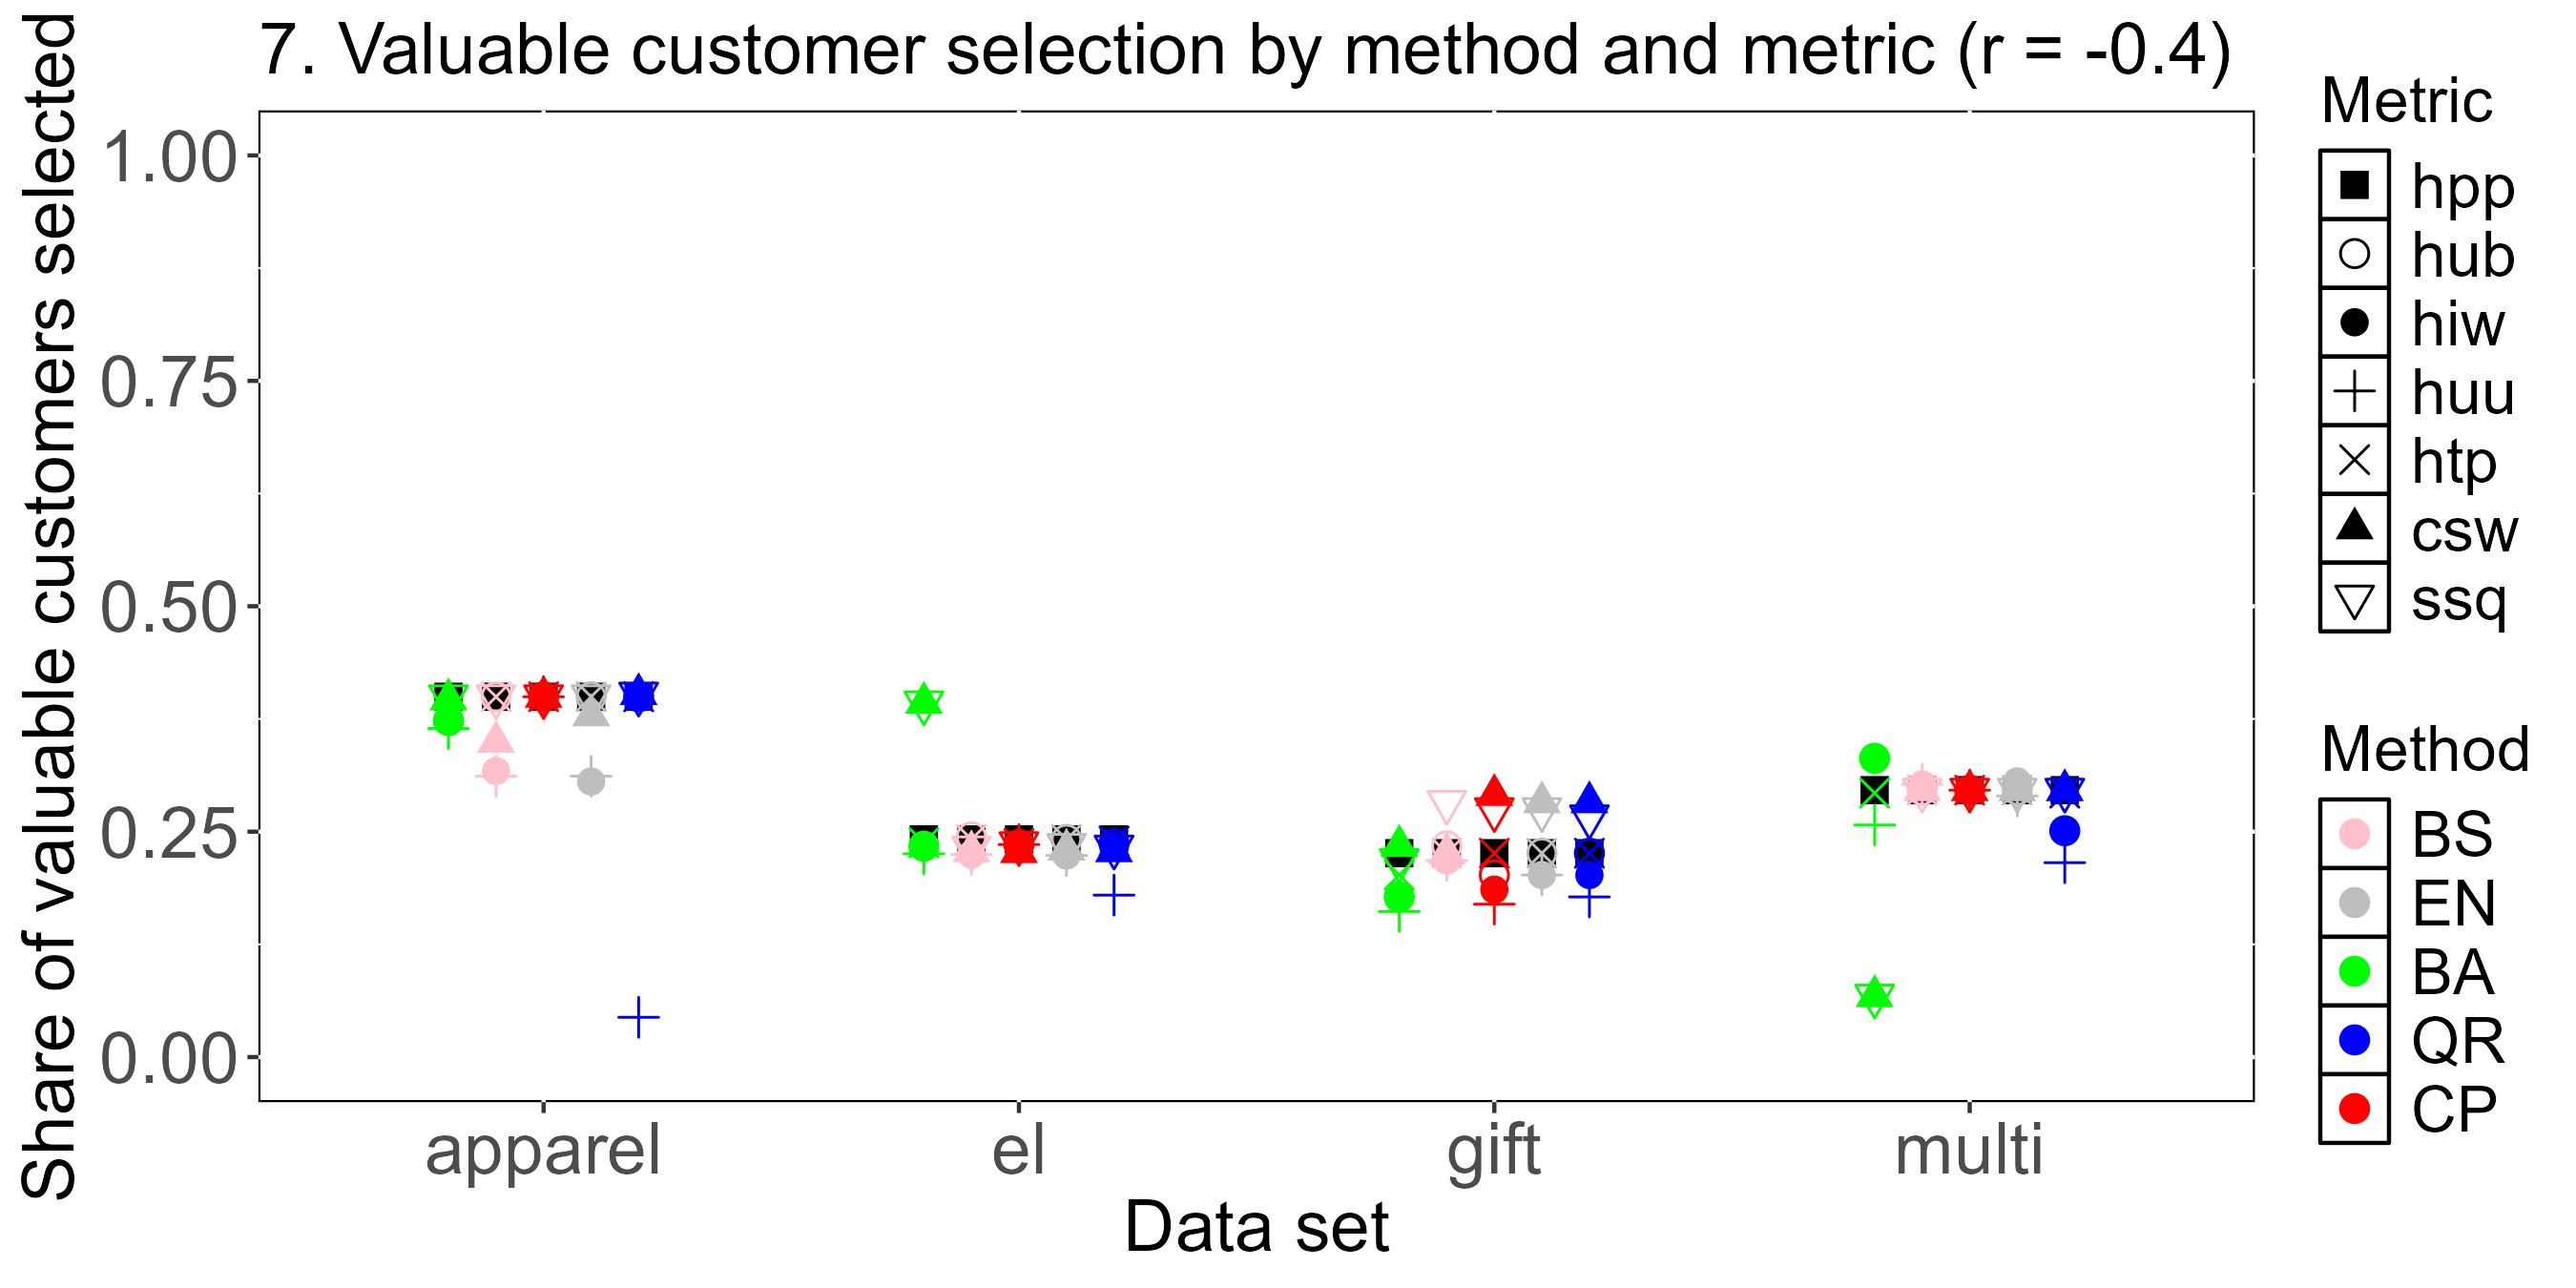 7. Valuable customer selection by method and metric (r = -0.4)
Share of valuable customers selected
1.00
0.75
0.50
0.25
0.00
apparel
el
gift
multi
Data set
Metric
hpp
hub
hiw
huu
htp
csw
ssq
Method
BS
EN
BA
QR
CP